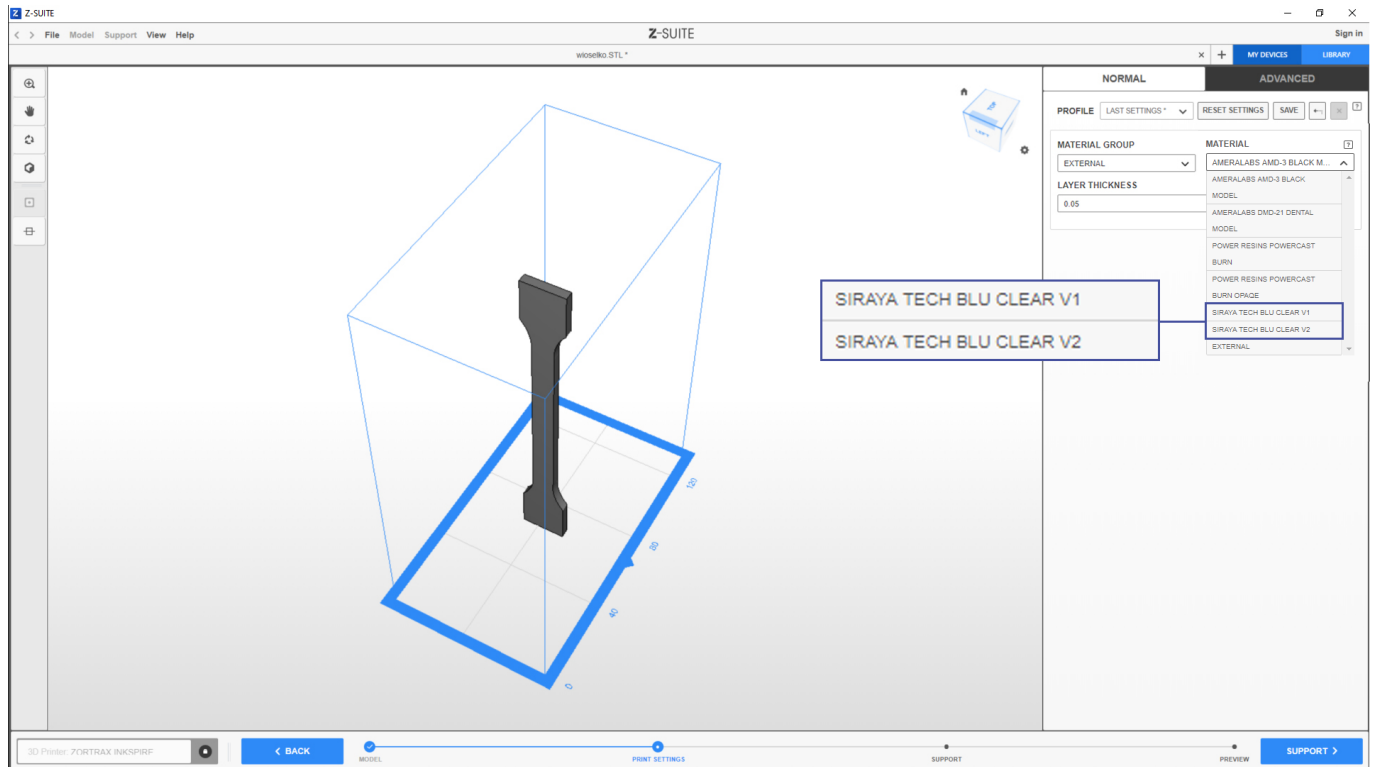 Z Z-SUITE
< > File Model Support View Help
Z-SUITE
Sign in
wioselko.STL *
× +
MY DEVICES
LIBRARY
NORMAL
ADVANCED
PROFILE
LAST SETTINGS *
RESET SETTINGS
SAVE
?
MATERIAL GROUP
MATERIAL
?
EXTERNAL
AMERALABS AMD-3 BLACK M...
LAYER THICKNESS
0.05
AMERALABS AMD-3 BLACK
MODEL
AMERALABS DMD-21 DENTAL
MODEL
POWER RESINS POWERCAST
BURN
POWER RESINS POWERCAST
BURN OPAQE
SIRAYA TECH BLU CLEAR V1
SIRAYA TECH BLU CLEAR V2
EXTERNAL
SIRAYA TECH BLU CLEAR V1
SIRAYA TECH BLU CLEAR V2
TOP
120
80
40
0
3D Printer: ZORTRAX INKSPIRE
< BACK
MODEL
PRINT SETTINGS
SUPPORT
PREVIEW
SUPPORT >